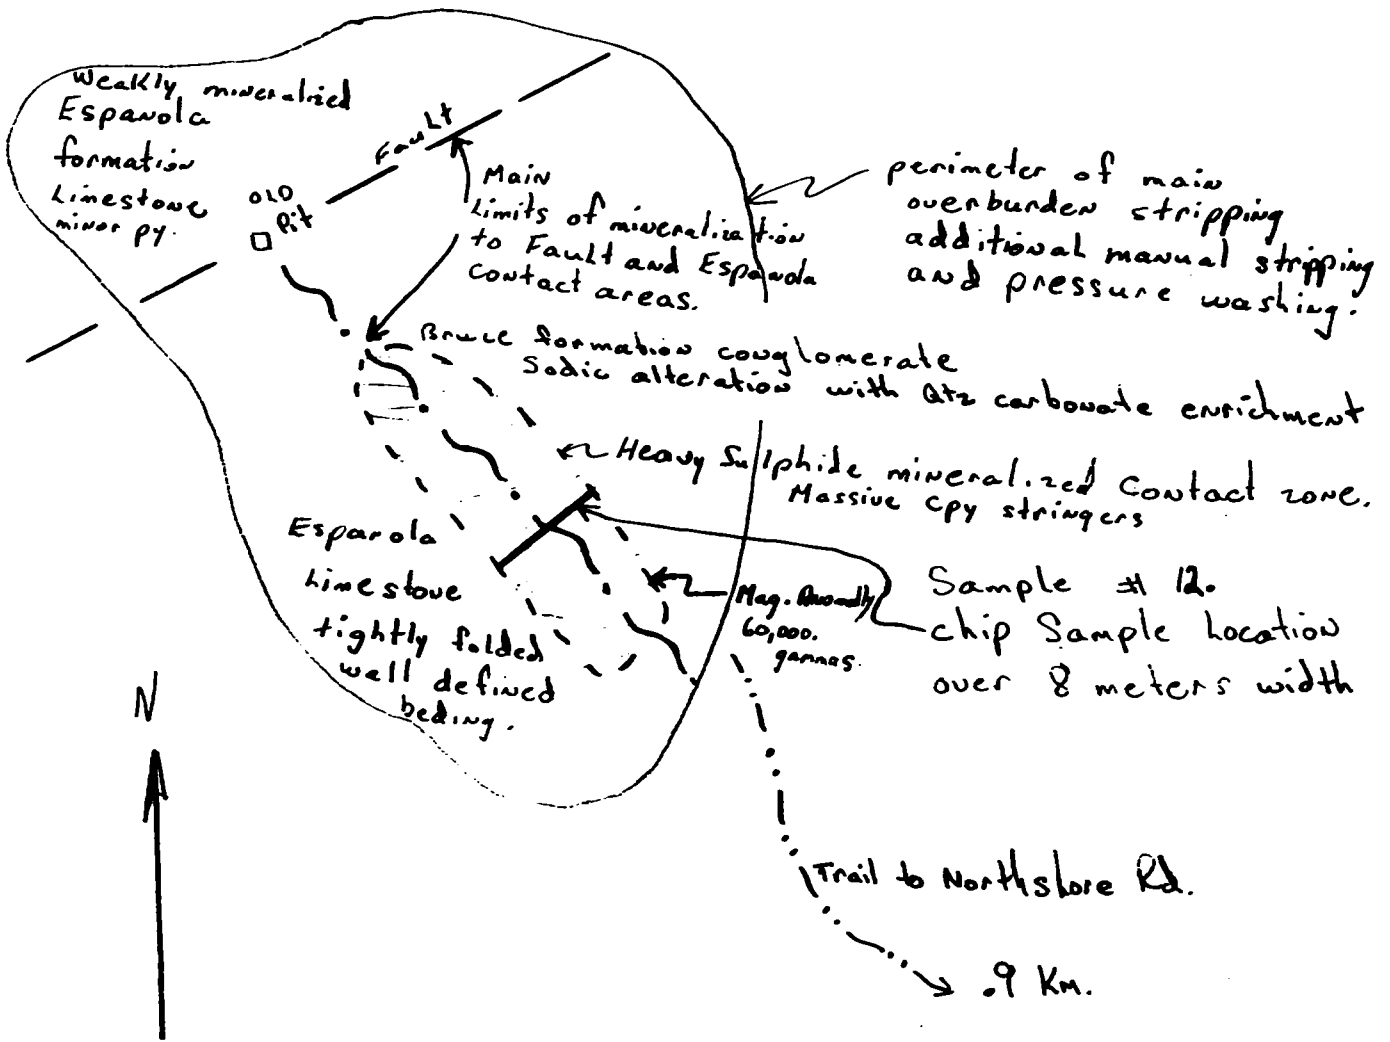 Weakly mineralized
Espanola
formation
Limestone
minor py.
OLD
Pit
Fault
Main
Limits of mineralization
to Fault and Espanola
contact areas.
perimeter of main
overburden stripping
additional manual stripping
and pressure washing.
Bruce formation conglomerate
Sodic alteration with Qtz carbonate enrichment
Heavy Sulphide mineralized Contact zone.
Massive Cpy stringers
Espanola
Limestone
tightly folded
well defined
beding.
Mag. Anomaly
60,000.
gammas.
Sample # 12.
chip Sample Location
over 8 meters width
N
Trail to Northshore Rd.
.9 Km.